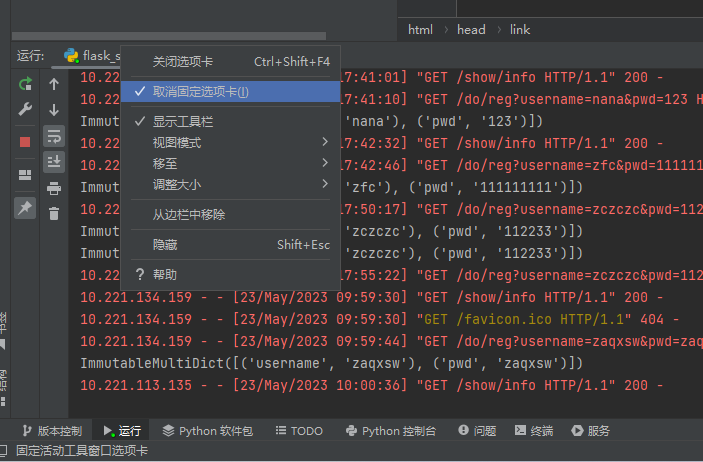 html > head > link
运行: flask_s
关闭选项卡 Ctrl+Shift+F4
取消固定选项卡(I)
显示工具栏
视图模式
移至
调整大小
从边栏中移除
隐藏 Shift+Esc
帮助
10.22 17:41:01] "GET /show/info HTTP/1.1" 200 -
10.22 17:41:10] "GET /do/reg?username=nana&pwd=123 H
Immut 'nana'), ('pwd', '123')])
10.22 17:42:32] "GET /show/info HTTP/1.1" 200 -
10.22 17:42:46] "GET /do/reg?username=zfc&pwd=111111
Immut 'zfc'), ('pwd', '111111111')])
10.22 17:50:17] "GET /do/reg?username=zczczc&pwd=112
Immut 'zczczc'), ('pwd', '112233')])
Immut 'zczczc'), ('pwd', '112233')])
10.22 17:55:22] "GET /do/reg?username=zczczc&pwd=112
10.221.134.159 - - [23/May/2023 09:59:30] "GET /show/info HTTP/1.1" 200 -
10.221.134.159 - - [23/May/2023 09:59:30] "GET /favicon.ico HTTP/1.1" 404 -
10.221.134.159 - - [23/May/2023 09:59:44] "GET /do/reg?username=zaqxsw&pwd=zaq
ImmutableMultiDict([('username', 'zaqxsw'), ('pwd', 'zaqxsw')])
10.221.113.135 - - [23/May/2023 10:00:36] "GET /show/info HTTP/1.1" 200 -
结构
版本控制 运行 Python 软件包 TODO Python 控制台 问题 终端 服务
固定活动工具窗口选项卡